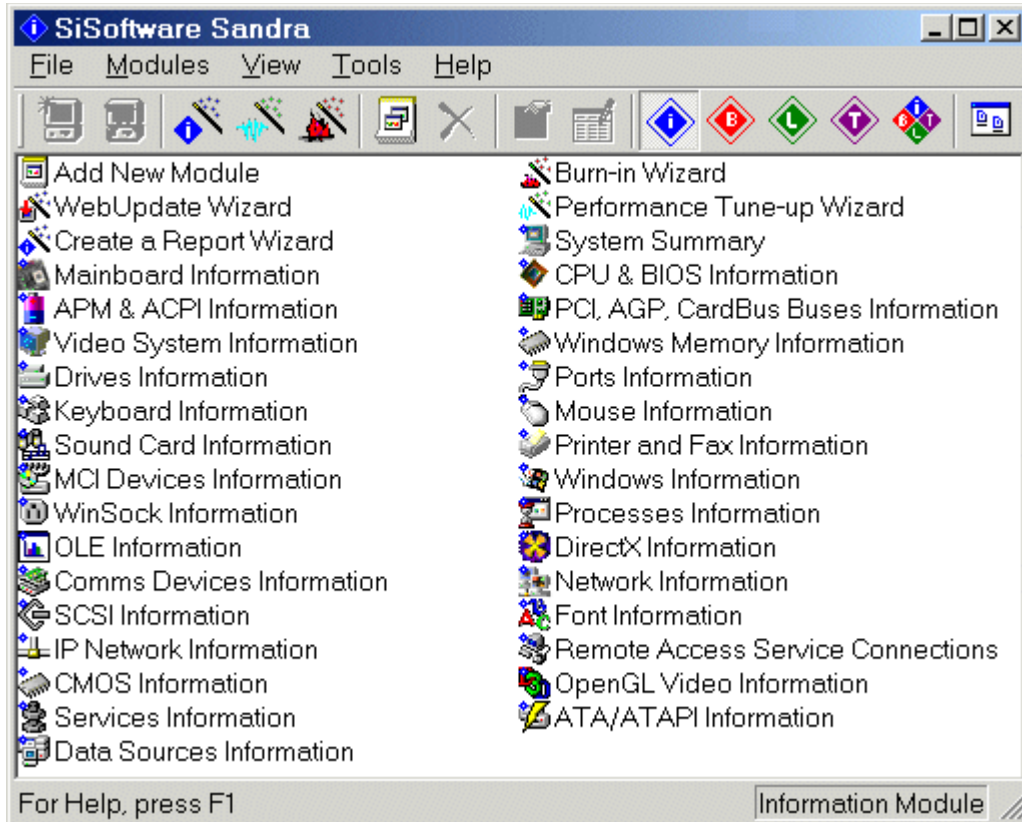 SiSoftware Sandra
File Modules View Tools Help
i B L T B i L T
Add New Module
Burn-in Wizard
WebUpdate Wizard
Performance Tune-up Wizard
Create a Report Wizard
System Summary
Mainboard Information
CPU & BIOS Information
APM & ACPI Information
PCI, AGP, CardBus Buses Information
Video System Information
Windows Memory Information
Drives Information
Ports Information
Keyboard Information
Mouse Information
Sound Card Information
Printer and Fax Information
MCI Devices Information
Windows Information
WinSock Information
Processes Information
OLE Information
DirectX Information
Comms Devices Information
Network Information
SCSI Information
Font Information
IP Network Information
Remote Access Service Connections
CMOS Information
OpenGL Video Information
Services Information
ATA/ATAPI Information
Data Sources Information
For Help, press F1
Information Module